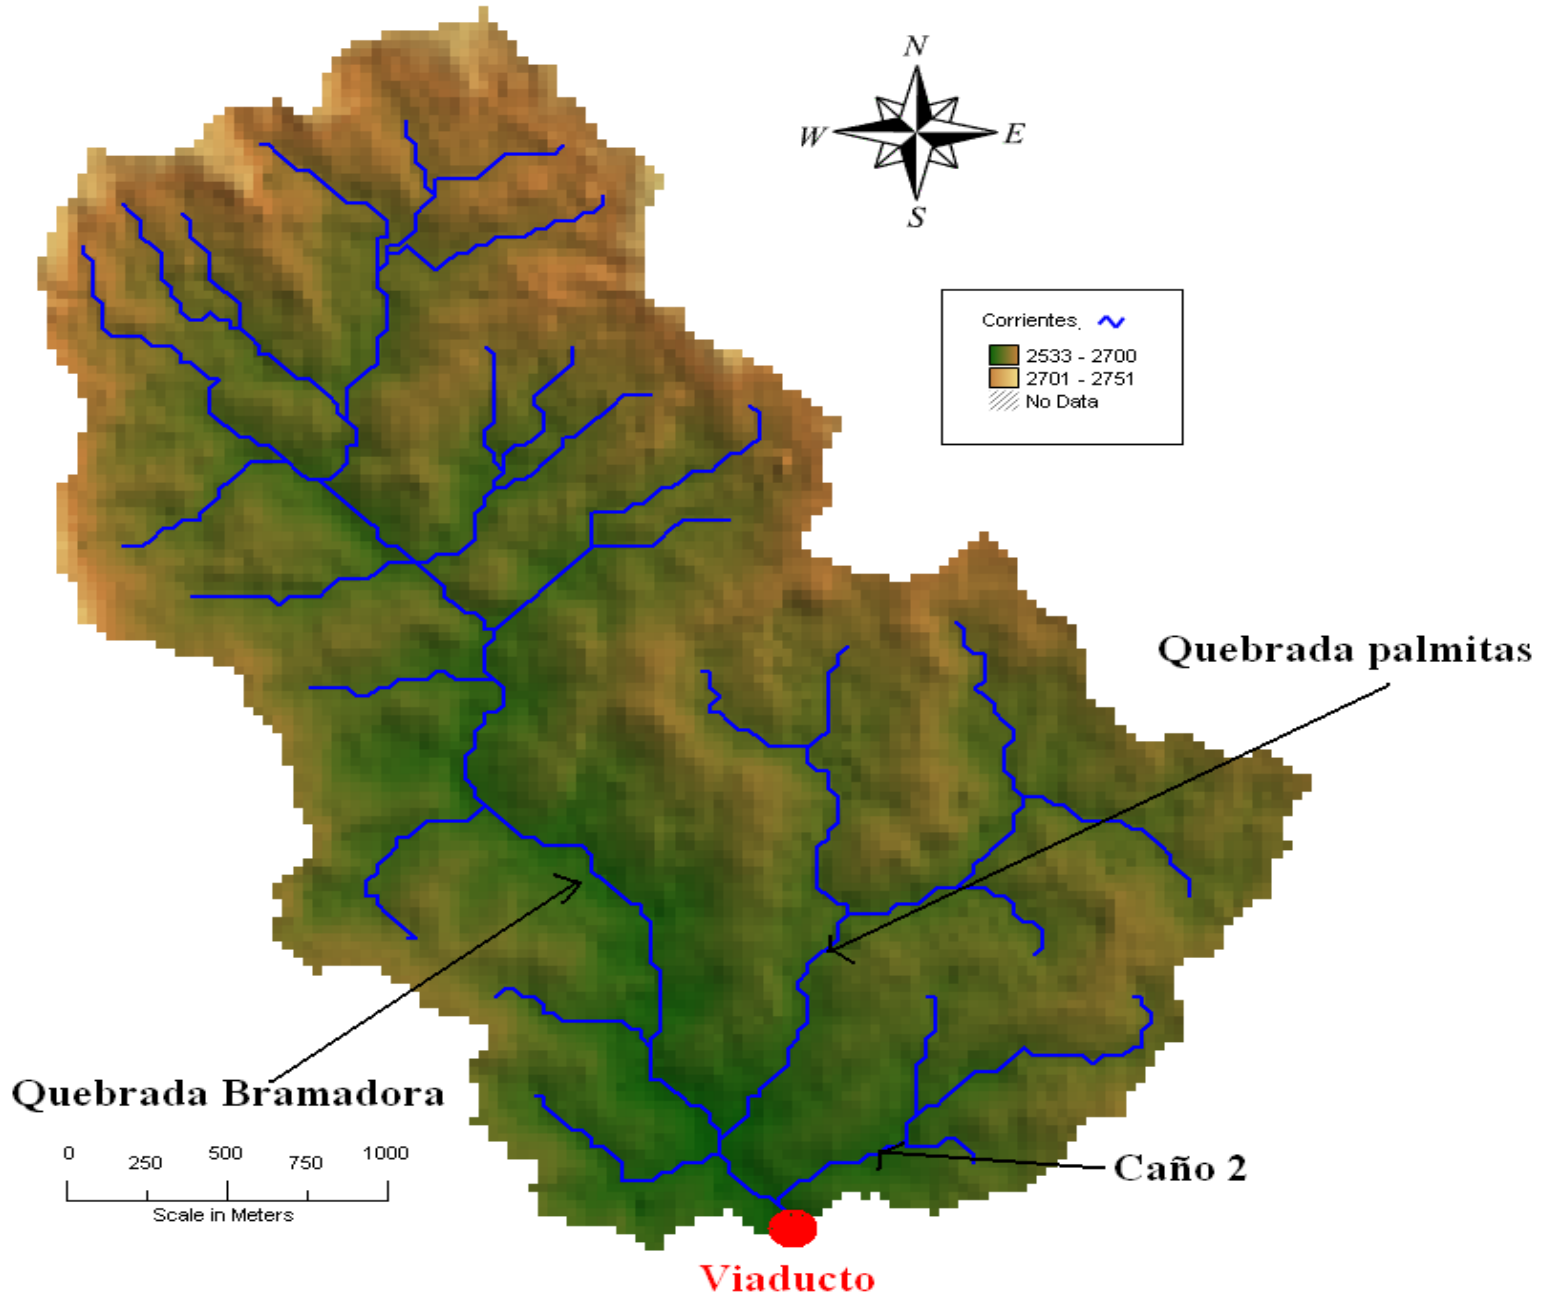 N
W
E
S
Corrientes.
2533 - 2700
2701 - 2751
No Data
Quebrada palmitas
Quebrada Bramadora
0 250 500 750 1000
Scale in Meters
Caño 2
Viaducto